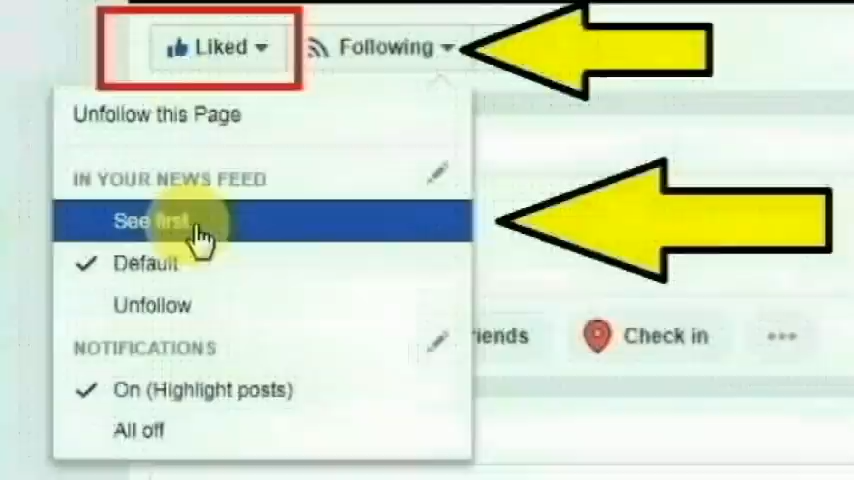 Liked Following
Unfollow this Page
IN YOUR NEWS FEED
See first
Default
Unfollow
riends Check in
NOTIFICATIONS
On (Highlight posts)
All off